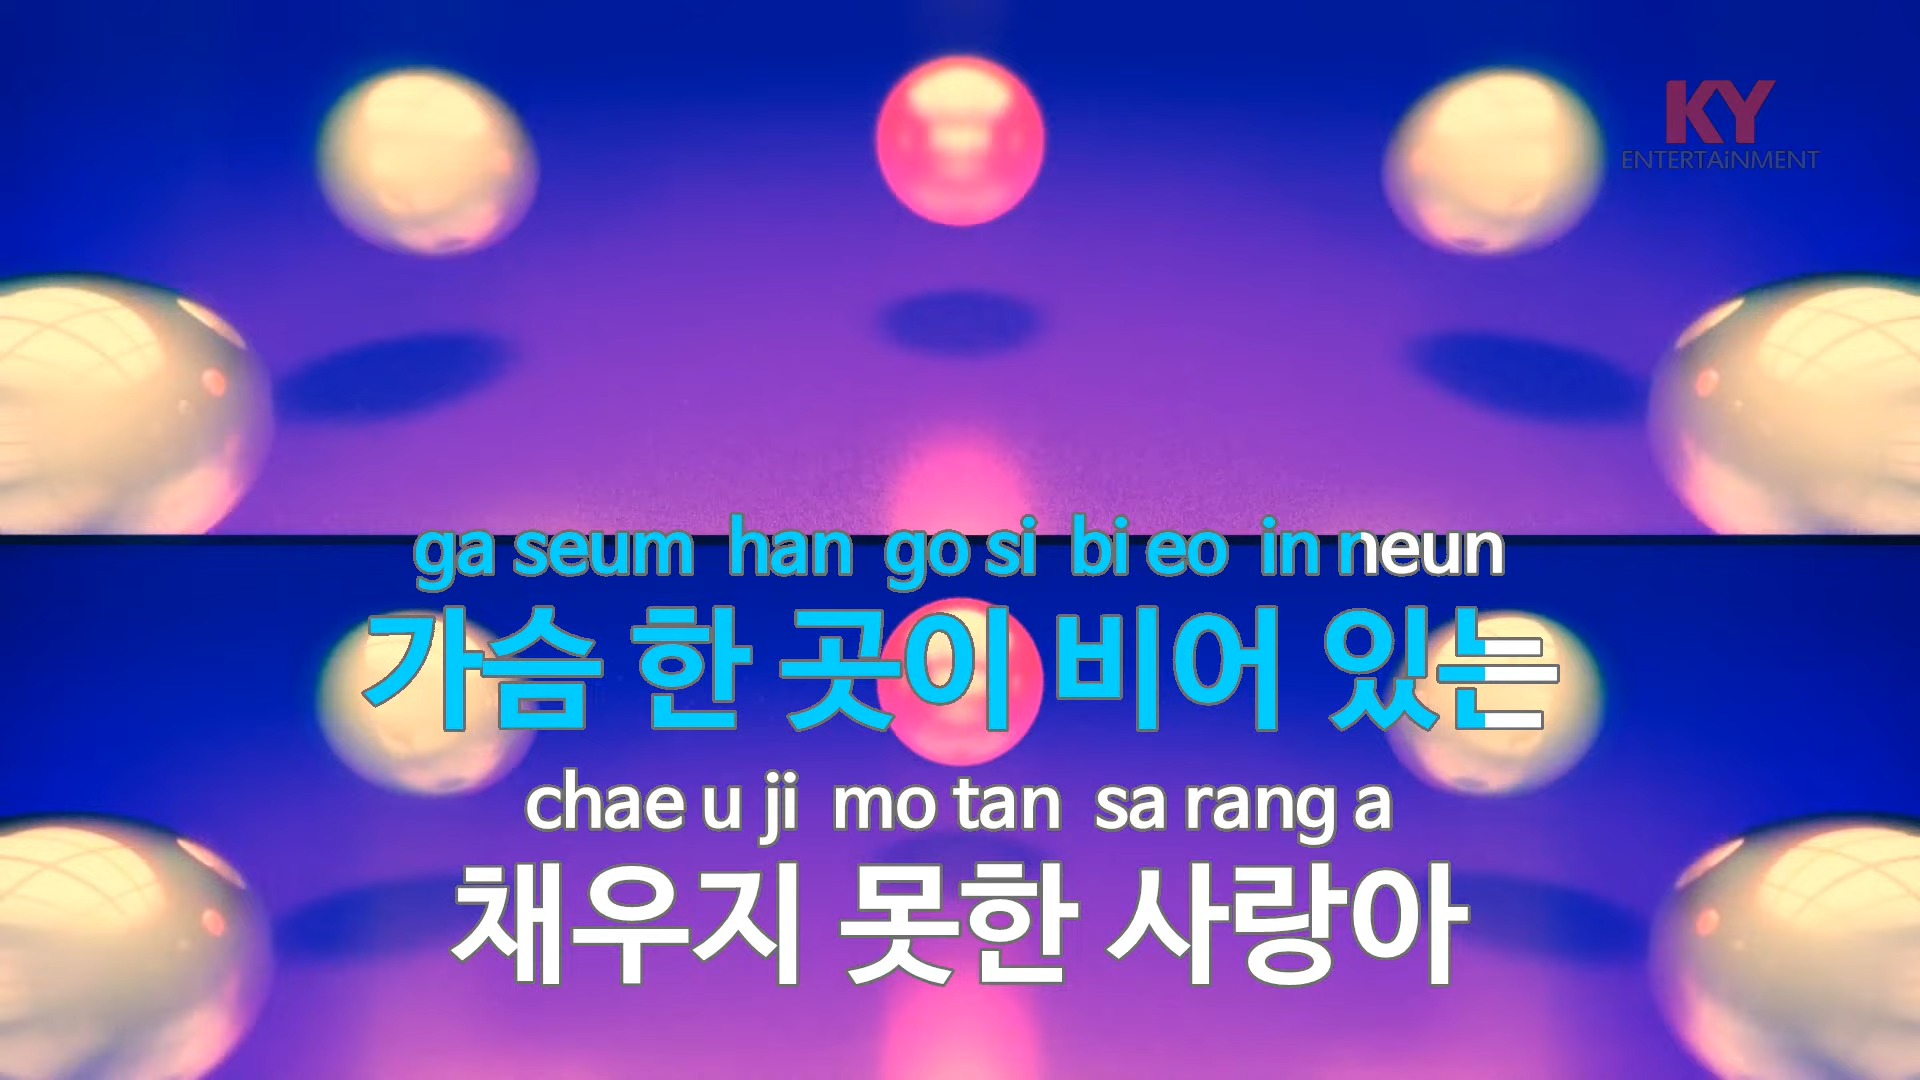 KY
ENTERTAiNMENT
ga seum han go si bi eo in neun
가슴 한 곳이 비어 있는
chae u ji mo tan sa rang a
채우지 못한 사랑아